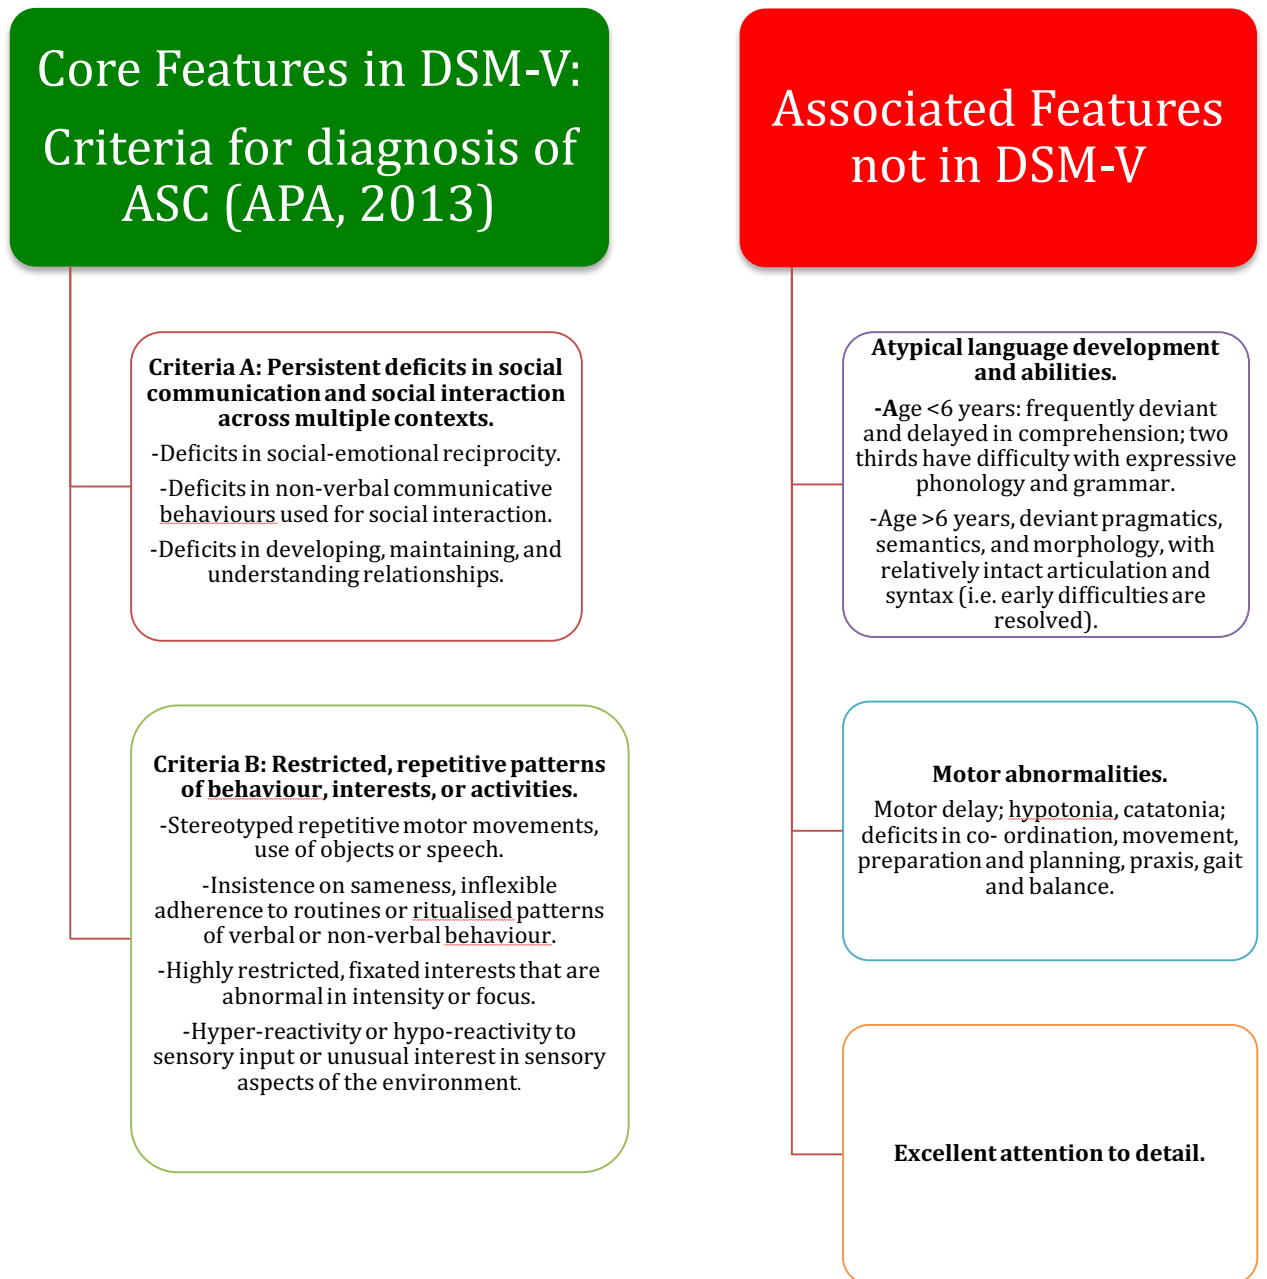 Core Features in DSM-V:
Criteria for diagnosis of
ASC (APA, 2013)
Criteria A: Persistent deficits in social
communication and social interaction
across multiple contexts.
-Deficits in social-emotional reciprocity.
-Deficits in non-verbal communicative
behaviours used for social interaction.
-Deficits in developing, maintaining, and
understanding relationships.
Criteria B: Restricted, repetitive patterns
of behaviour, interests, or activities.
-Stereotyped repetitive motor movements,
use of objects or speech.
-Insistence on sameness, inflexible
adherence to routines or ritualised patterns
of verbal or non-verbal behaviour.
-Highly restricted, fixated interests that are
abnormal in intensity or focus.
-Hyper-reactivity or hypo-reactivity to
sensory input or unusual interest in sensory
aspects of the environment.
Associated Features
not in DSM-V
Atypical language development
and abilities.
-Age <6 years: frequently deviant
and delayed in comprehension; two
thirds have difficulty with expressive
phonology and grammar.
-Age >6 years, deviant pragmatics,
semantics, and morphology, with
relatively intact articulation and
syntax (i.e. early difficulties are
resolved).
Motor abnormalities.
Motor delay; hypotonia, catatonia;
deficits in co- ordination, movement,
preparation and planning, praxis, gait
and balance.
Excellent attention to detail.